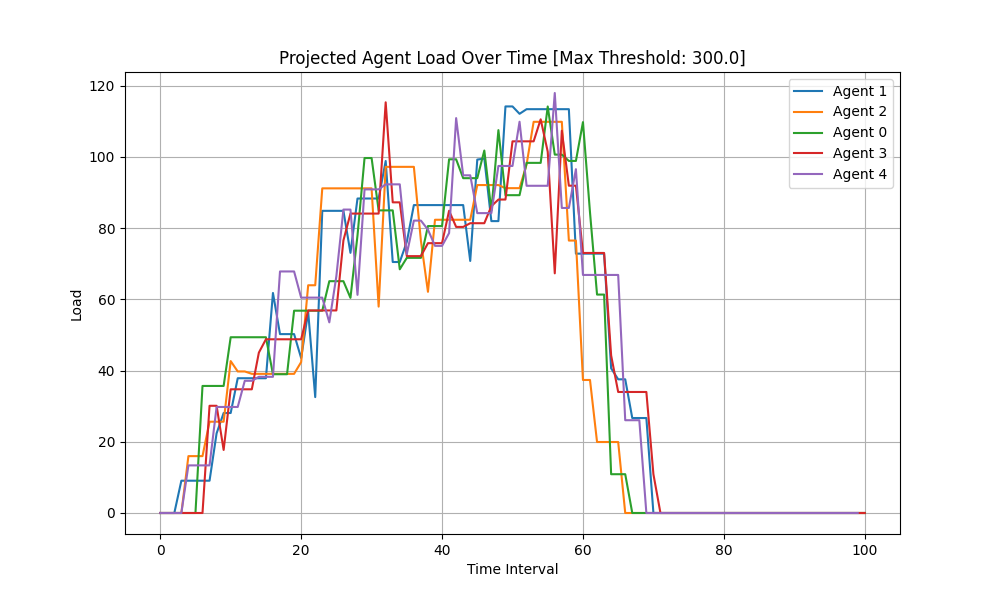 Projected Agent Load Over Time [Max Threshold: 300.0]
Agent 1
Agent 2
Agent 0
Agent 3
Agent 4
Load
120
100
80
60
40
20
0
0 20 40 60 80 100
Time Interval